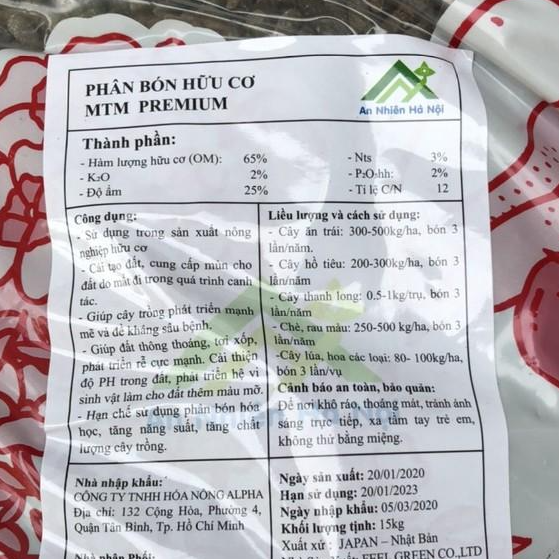 PHÂN BÓN HỮU CƠ
MTM PREMIUM
An Nhiên Hà Nội
Thành phần:
- Hàm lượng hữu cơ (OM): 65%
- K₂O 2%
- Độ ẩm 25%
- Nts 3%
- P₂O₅hh: 2%
- Tỉ lệ C/N 12
Công dụng:
- Sử dụng trong sản xuất nông
nghiệp hữu cơ
- Cải tạo đất, cung cấp mùn cho
đất do mất đi trong quá trình canh
tác.
- Giúp cây trồng phát triển mạnh
mẽ và đề kháng sâu bệnh.
- Giúp đất thông thoáng, tơi xốp,
phát triển rễ cực mạnh. Cải thiện
độ PH trong đất, phát triển hệ vi
sinh vật làm cho đất thêm màu mỡ.
- Hạn chế sử dụng phân bón hóa
học, tăng năng suất, tăng chất
lượng cây trồng.
Liều lượng và cách sử dụng:
- Cây ăn trái: 300-500kg/ha, bón 3
lần/năm.
- Cây hồ tiêu: 200-300kg/ha, bón 3
lần/năm
- Cây thanh long: 0.5-1kg/trụ, bón 3
lần/năm
- Chè, rau màu: 250-500 kg/ha, bón 3
lần/năm
-Cây lúa, hoa các loại: 80- 100kg/ha,
bón 3 lần/vụ
Cảnh báo an toàn, bảo quản:
Để nơi khô ráo, thoáng mát, tránh ánh
sáng trực tiếp, xa tầm tay trẻ em,
không thử bằng miệng.
An Nhiên Hà Nội
Nhà nhập khẩu:
CÔNG TY TNHH HÓA NÔNG ALPHA
Địa chỉ: 132 Cộng Hòa, Phường 4,
Quận Tân Bình, Tp. Hồ Chí Minh
Nhà nhân Phối:
Ngày sản xuất: 20/01/2020
Hạn sử dụng: 20/01/2023
Ngày nhập khẩu: 05/03/2020
Khối lượng tịnh: 15kg
Xuất xứ: JAPAN – Nhật Bản
FEEL GREEN CO.,LTD